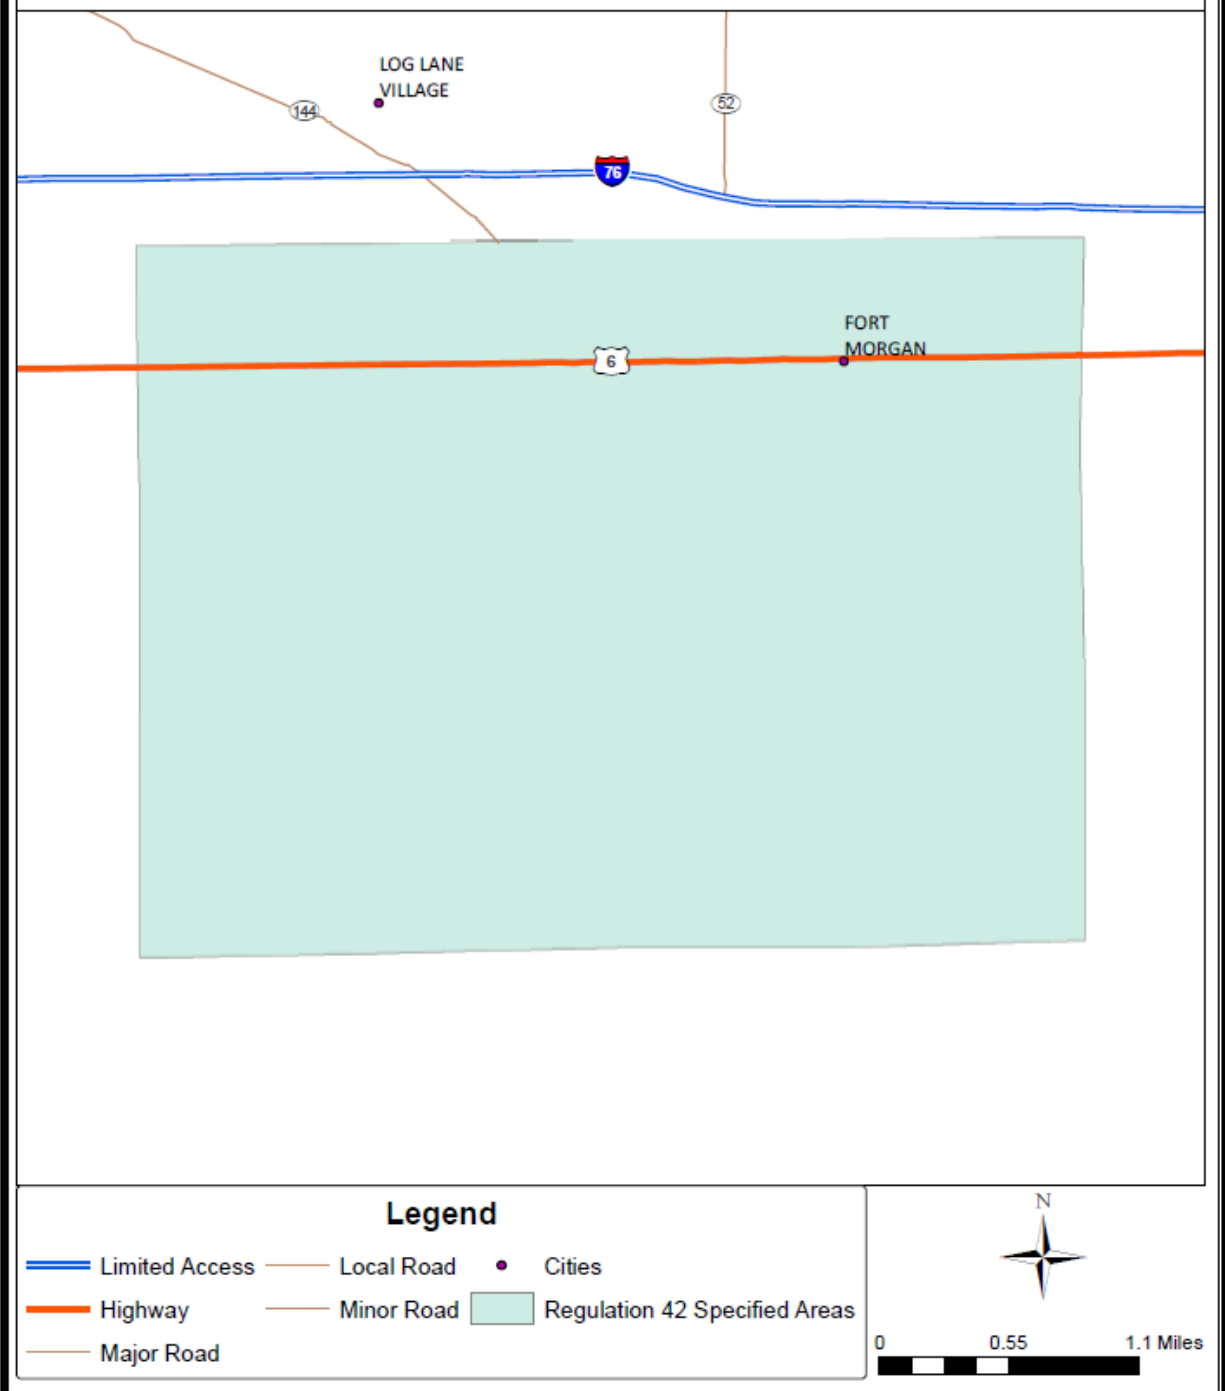 LOG LANE
VILLAGE
144
52
76
FORT
MORGAN
6
Legend
Limited Access
Local Road
Cities
Highway
Minor Road
Regulation 42 Specified Areas
Major Road
N
0 0.55 1.1 Miles